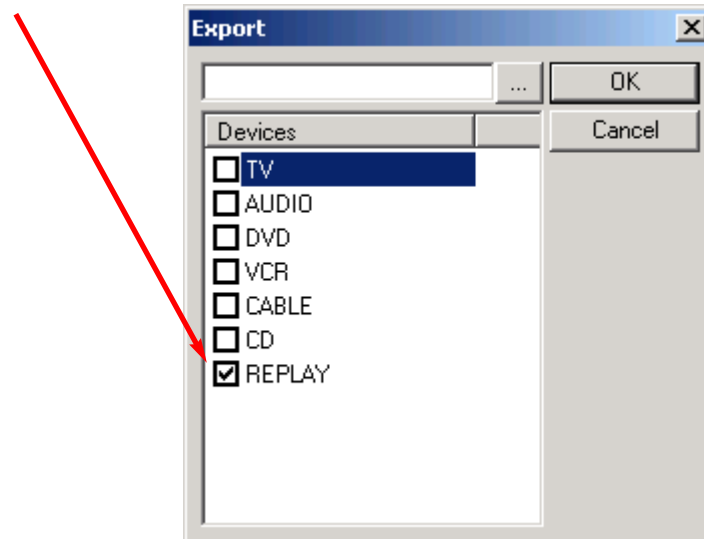 Export
...
OK
Devices
Cancel
TV
AUDIO
DVD
VCR
CABLE
CD
REPLAY